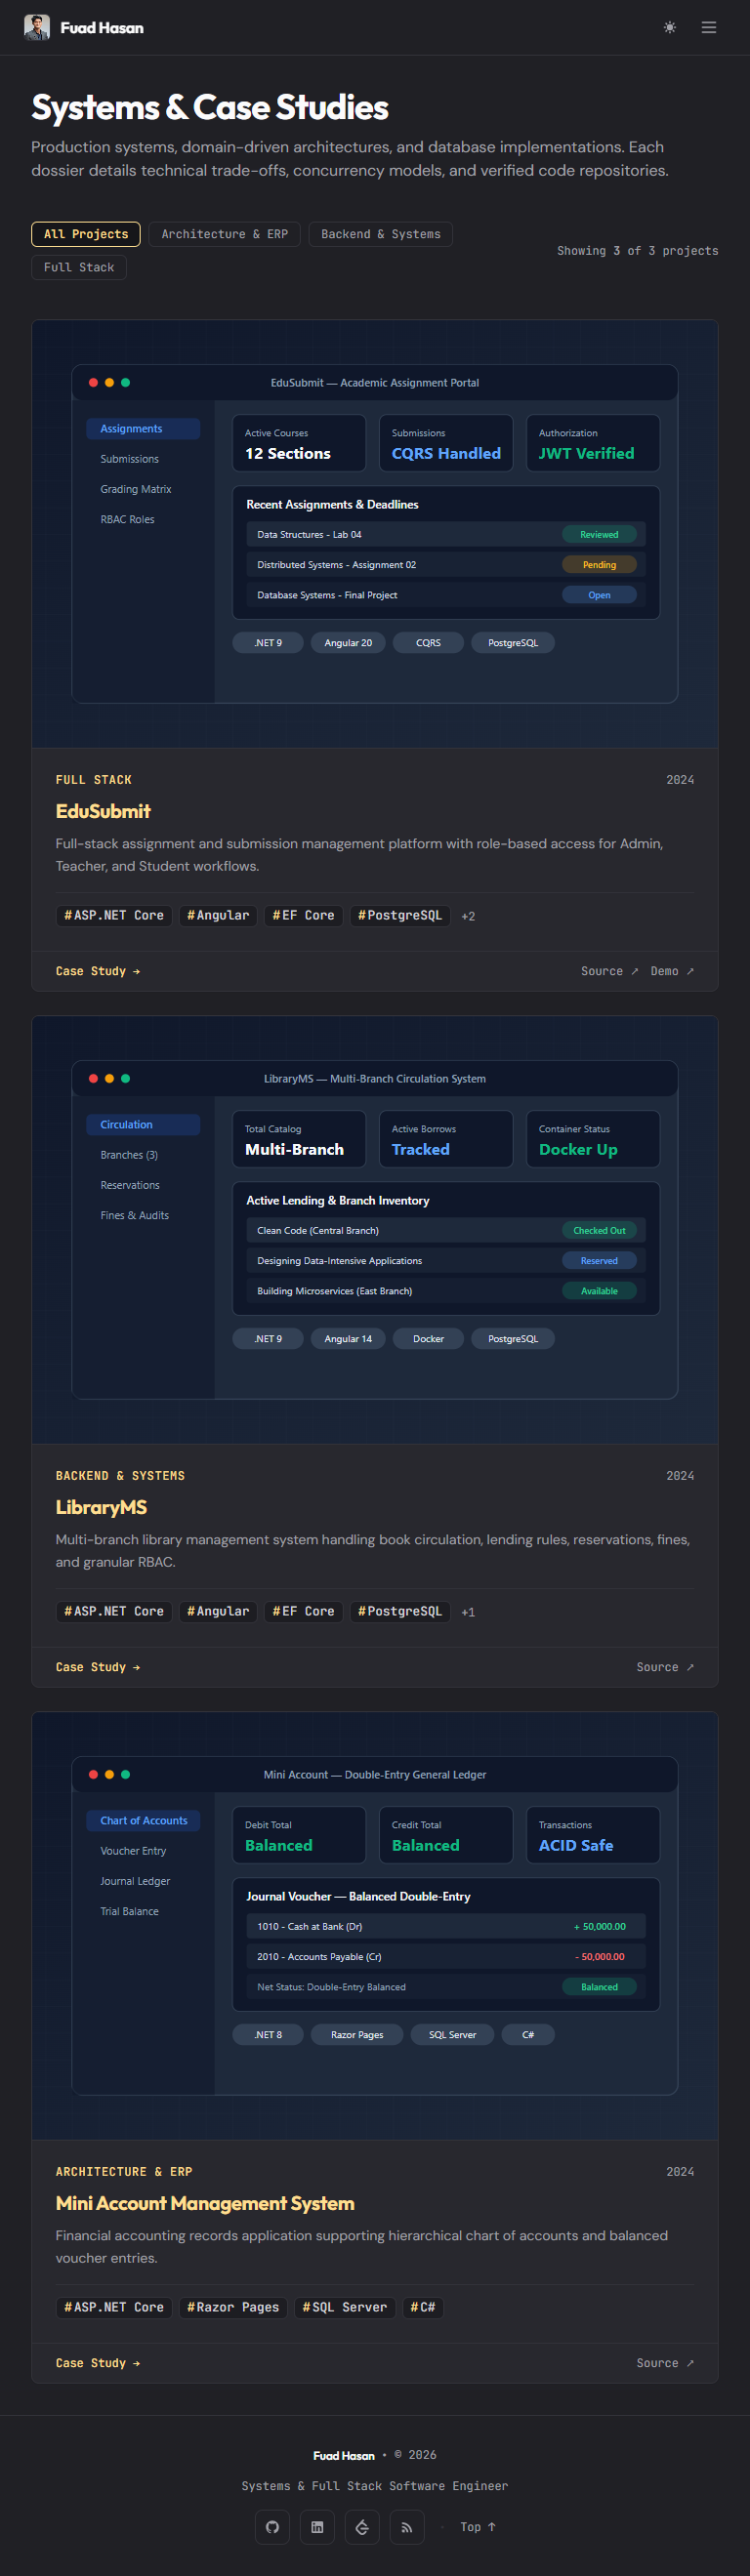 Fuad Hasan
Systems & Case Studies
Production systems, domain-driven architectures, and database implementations. Each
dossier details technical trade-offs, concurrency models, and verified code repositories.
All Projects
Architecture & ERP
Backend & Systems
Full Stack
Showing 3 of 3 projects
EduSubmit — Academic Assignment Portal
Assignments
Submissions
Grading Matrix
RBAC Roles
Active Courses
12 Sections
Submissions
CQRS Handled
Authorization
JWT Verified
Recent Assignments & Deadlines
Data Structures - Lab 04
Reviewed
Distributed Systems - Assignment 02
Pending
Database Systems - Final Project
Open
.NET 9
Angular 20
CQRS
PostgreSQL
FULL STACK
2024
EduSubmit
Full-stack assignment and submission management platform with role-based access for Admin,
Teacher, and Student workflows.
#ASP.NET Core #Angular #EF Core #PostgreSQL +2
Case Study →
Source ↗ Demo ↗
LibraryMS — Multi-Branch Circulation System
Circulation
Branches (3)
Reservations
Fines & Audits
Total Catalog
Multi-Branch
Active Borrows
Tracked
Container Status
Docker Up
Active Lending & Branch Inventory
Clean Code (Central Branch)
Checked Out
Designing Data-Intensive Applications
Reserved
Building Microservices (East Branch)
Available
.NET 9
Angular 14
Docker
PostgreSQL
BACKEND & SYSTEMS
2024
LibraryMS
Multi-branch library management system handling book circulation, lending rules, reservations, fines,
and granular RBAC.
#ASP.NET Core #Angular #EF Core #PostgreSQL +1
Case Study →
Source ↗
Mini Account — Double-Entry General Ledger
Chart of Accounts
Voucher Entry
Journal Ledger
Trial Balance
Debit Total
Balanced
Credit Total
Balanced
Transactions
ACID Safe
Journal Voucher — Balanced Double-Entry
1010 - Cash at Bank (Dr)
+ 50,000.00
2010 - Accounts Payable (Cr)
- 50,000.00
Net Status: Double-Entry Balanced
Balanced
.NET 8
Razor Pages
SQL Server
C#
ARCHITECTURE & ERP
2024
Mini Account Management System
Financial accounting records application supporting hierarchical chart of accounts and balanced
voucher entries.
#ASP.NET Core #Razor Pages #SQL Server #C#
Case Study →
Source ↗
Fuad Hasan • © 2026
Systems & Full Stack Software Engineer
· Top ↑